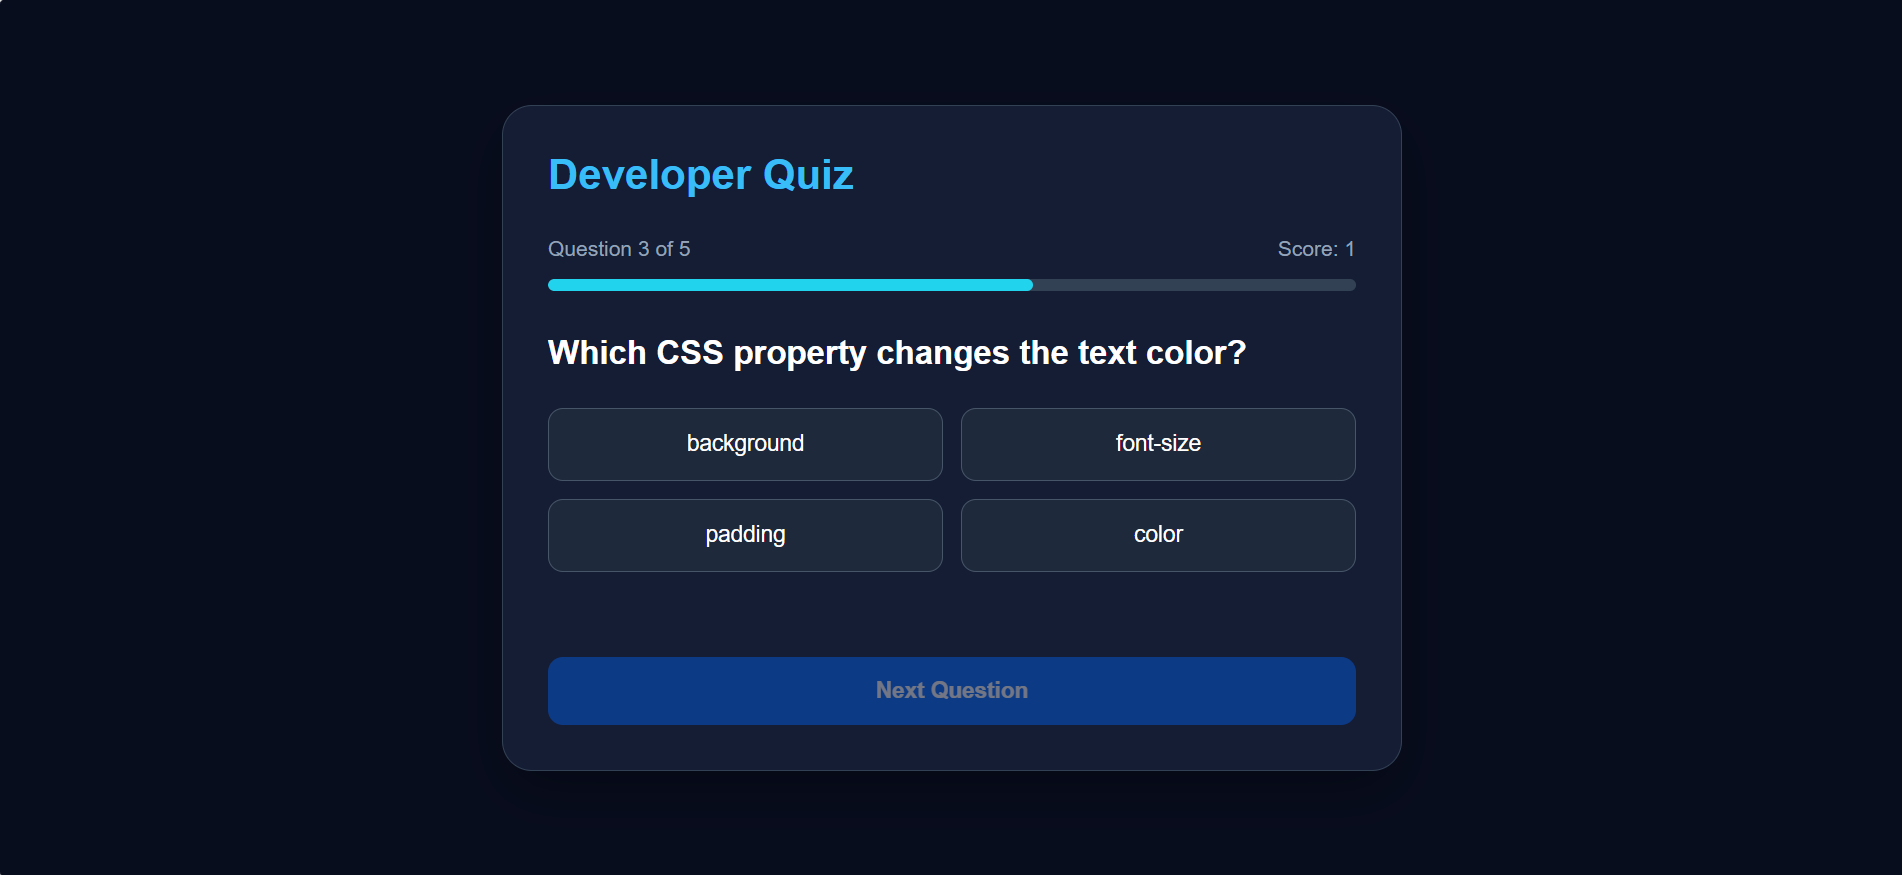 Developer Quiz
Question 3 of 5
Score: 1
Which CSS property changes the text color?
background
font-size
padding
color
Next Question